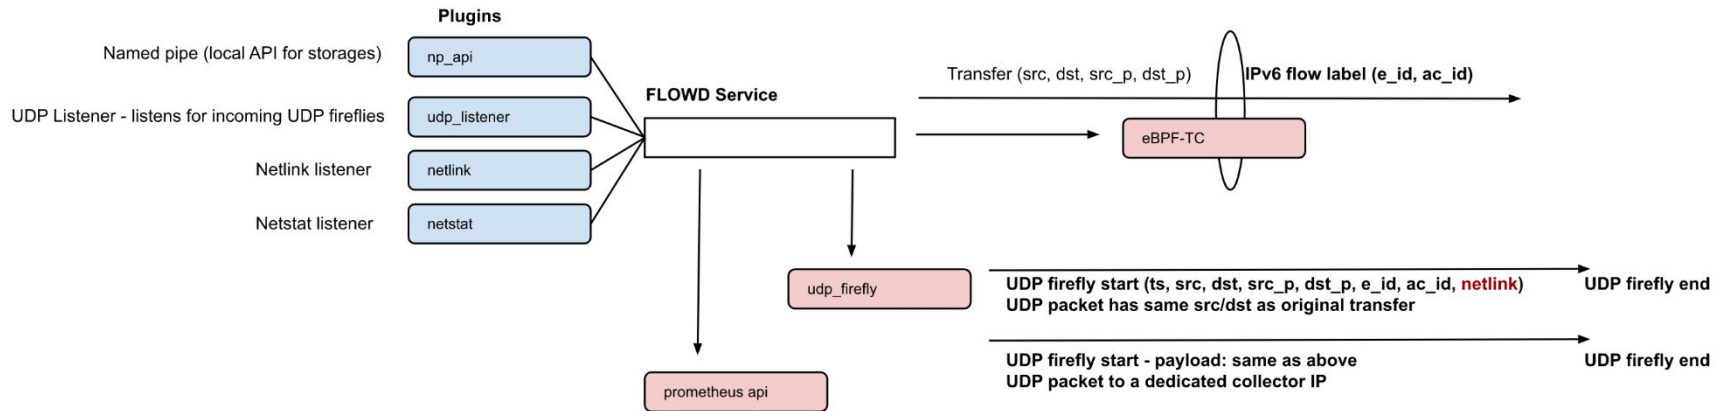 Plugins
Named pipe (local API for storages)
np_api
UDP Listener - listens for incoming UDP fireflies
udp_listener
Netlink listener
netlink
Netstat listener
netstat
FLOWD Service
Transfer (src, dst, src_p, dst_p)
IPv6 flow label (e_id, ac_id)
eBPF-TC
udp_firefly
UDP firefly start (ts, src, dst, src_p, dst_p, e_id, ac_id, netlink)
UDP packet has same src/dst as original transfer
UDP firefly end
UDP firefly start - payload: same as above
UDP packet to a dedicated collector IP
UDP firefly end
prometheus api